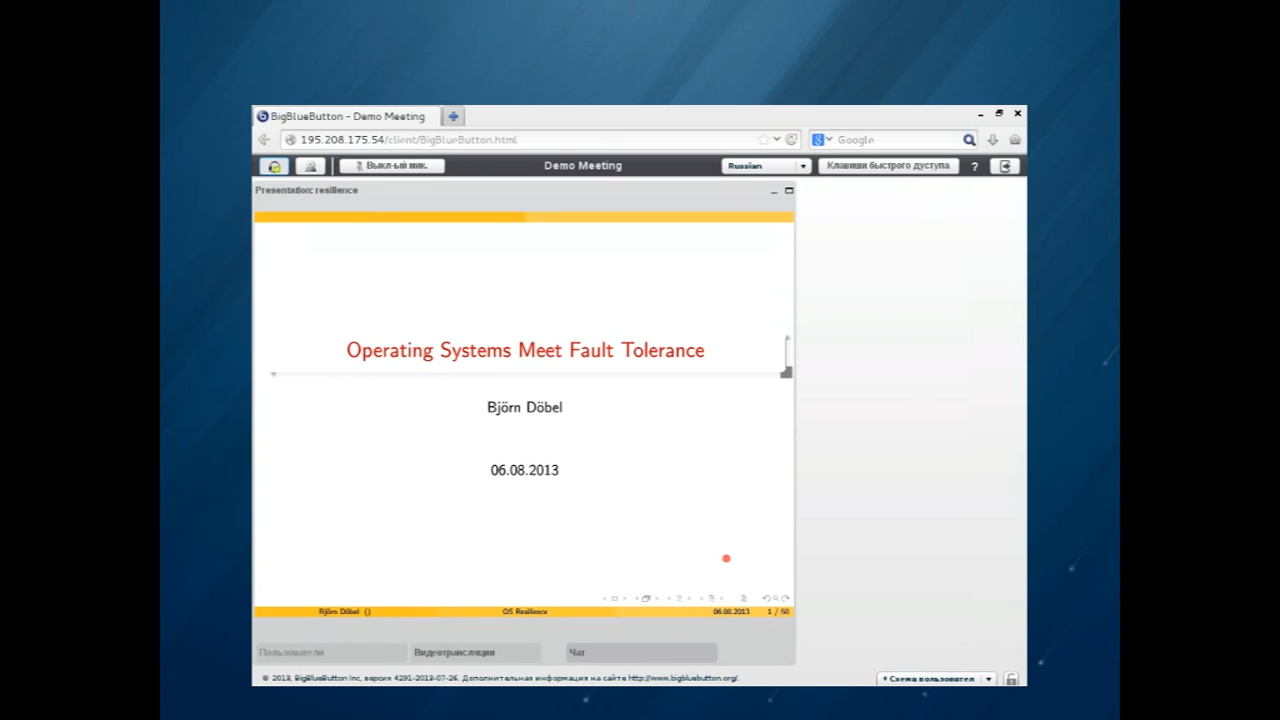 BigBlueButton - Demo Meeting
195.208.175.54/client/BigBlueButton.html
Google
Выкл-ый мик.
Demo Meeting
Russian
Клавиши быстрого доступа
?
Presentation: resilience
Operating Systems Meet Fault Tolerance
Björn Döbel
06.08.2013
Björn Döbel ()
OS Resilience
06.08.2013
1 / 58
Пользователи
Видеотрансляции
Чат
© 2013, BigBlueButton Inc, версия 4291-2013-07-26. Дополнительная информация на сайте http://www.bigbluebutton.org/.
Схема пользовател